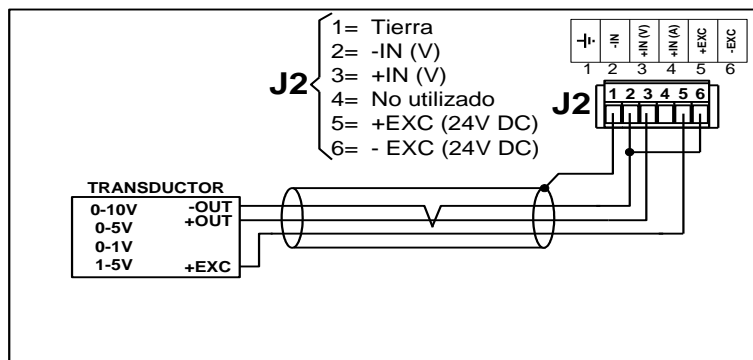 J2
1= Tierra
2= -IN (V)
3= +IN (V)
4= No utilizado
5= +EXC (24V DC)
6= - EXC (24V DC)
-IN
+IN (V)
+IN (A)
+EXC
-EXC
1 2 3 4 5 6
J2
1 2 3 4 5 6
TRANSDUCTOR
0-10V -OUT
0-5V +OUT
0-1V
1-5V +EXC